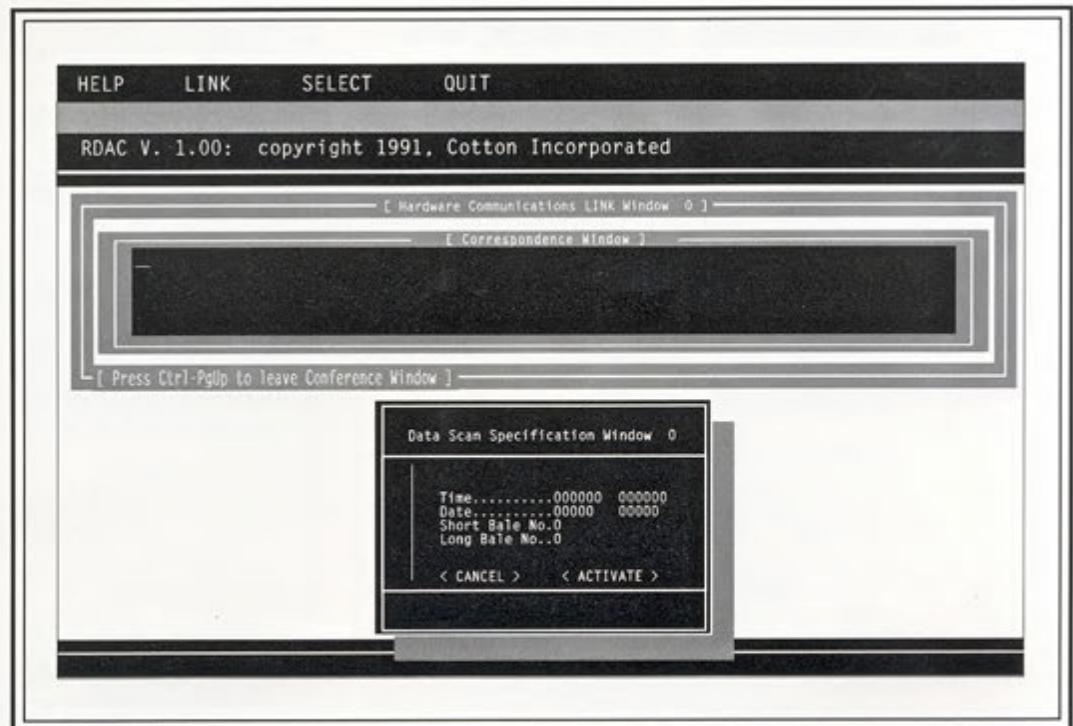 HELP LINK SELECT QUIT
RDAC V. 1.00: copyright 1991, Cotton Incorporated
[ Hardware Communications LINK Window 0 ]
[ Correspondence Window ]
[ Press Ctrl-PgUp to leave Conference Window ]
Data Scan Specification Window 0
Time..........000000 000000
Date..........00000 00000
Short Bale No.0
Long Bale No..0
< CANCEL > < ACTIVATE >